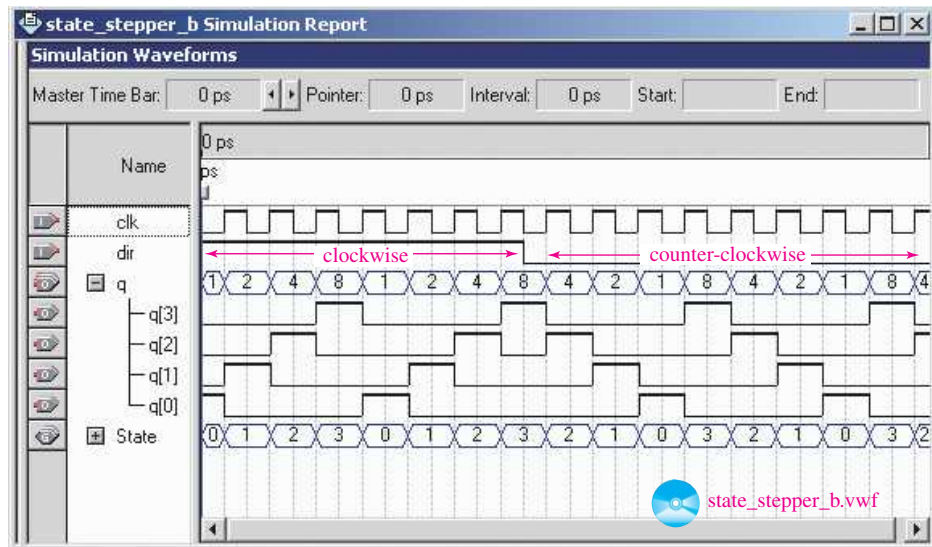 state_stepper_b Simulation Report
Simulation Waveforms
Master Time Bar: 0 ps Pointer: 0 ps Interval: 0 ps Start: End:
Name
0 ps
ps
clk
dir clockwise counter-clockwise
q 1 2 4 8 1 2 4 8 4 2 1 8 4 2 1 8 4
q[3]
q[2]
q[1]
q[0]
State 0 1 2 3 0 1 2 3 2 1 0 3 2 1 0 3 2
state_stepper_b.vwf